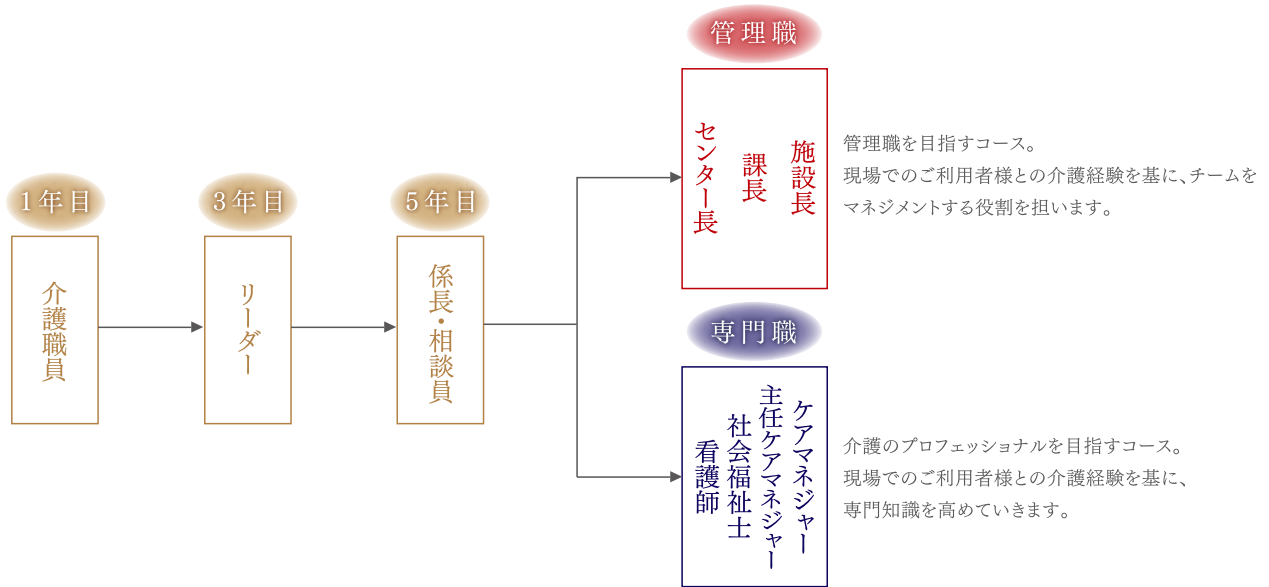 1年目
介護職員
3年目
リーダー
5年目
係長・相談員
管理職
施設長
課長
センター長
管理職を目指すコース。
現場でのご利用者様との介護経験を基に、チームを
マネジメントする役割を担います。
専門職
ケアマネジャー
主任ケアマネジャー
社会福祉士
看護師
介護のプロフェッショナルを目指すコース。
現場でのご利用者様との介護経験を基に、
専門知識を高めていきます。